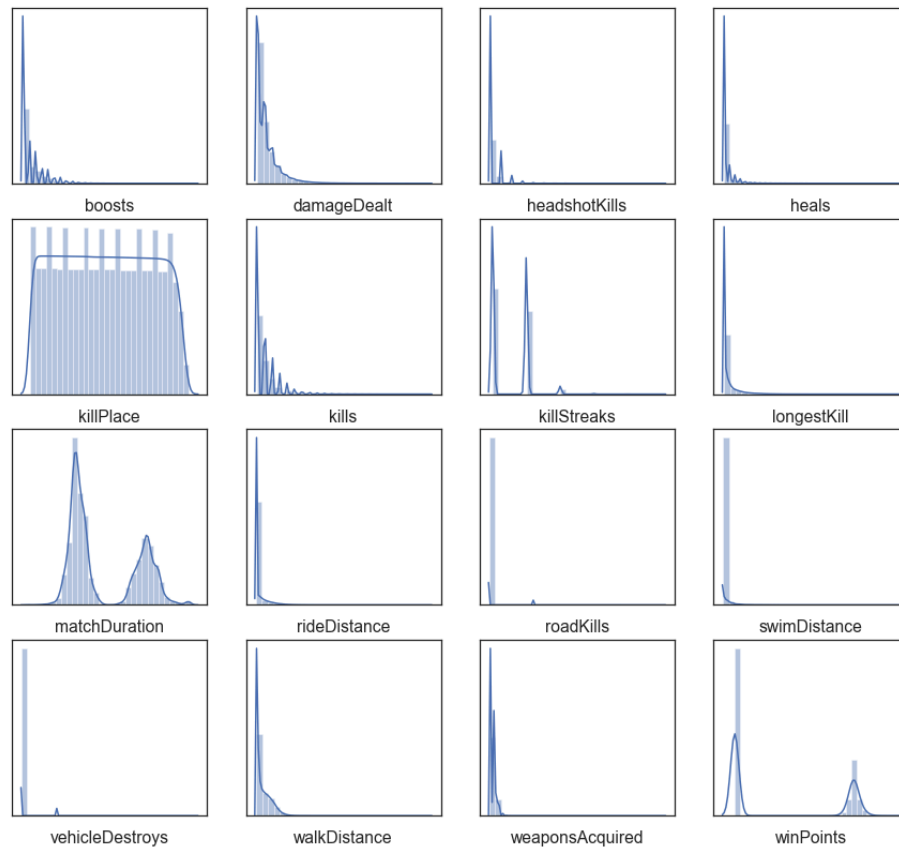 boosts damageDealt headshotKills heals
killPlace kills killStreaks longestKill
matchDuration rideDistance roadKills swimDistance
vehicleDestroys walkDistance weaponsAcquired winPoints